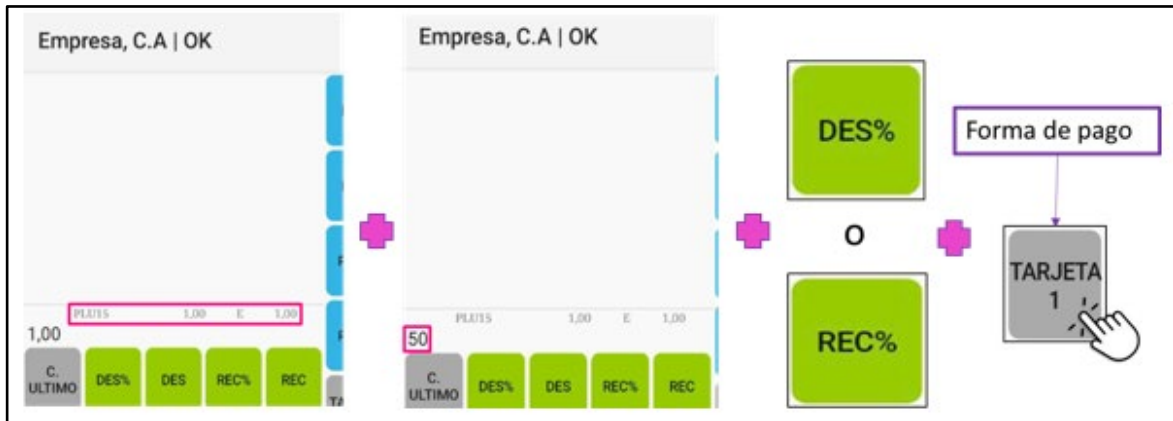 Empresa, C.A | OK
PLU15 1,00 E 1,00
1,00
C. ULTIMO DES% DES REC% REC
Empresa, C.A | OK
PLU15 1,00 E 1,00
50
C. ULTIMO DES% DES REC% REC
DES%
O
REC%
Forma de pago
TARJETA
1